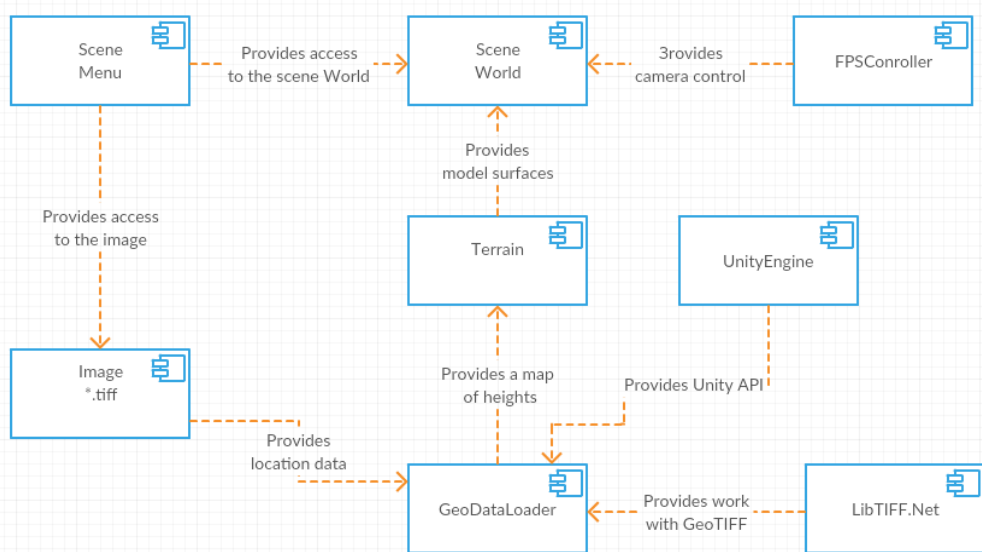 Scene
Menu
Provides access
to the scene World
Scene
World
3rovides
camera control
FPSConroller
Provides
model surfaces
Provides access
to the image
Terrain
UnityEngine
Image
*.tiff
Provides a map
of heights
Provides Unity API
Provides
location data
GeoDataLoader
Provides work
with GeoTIFF
LibTIFF.Net